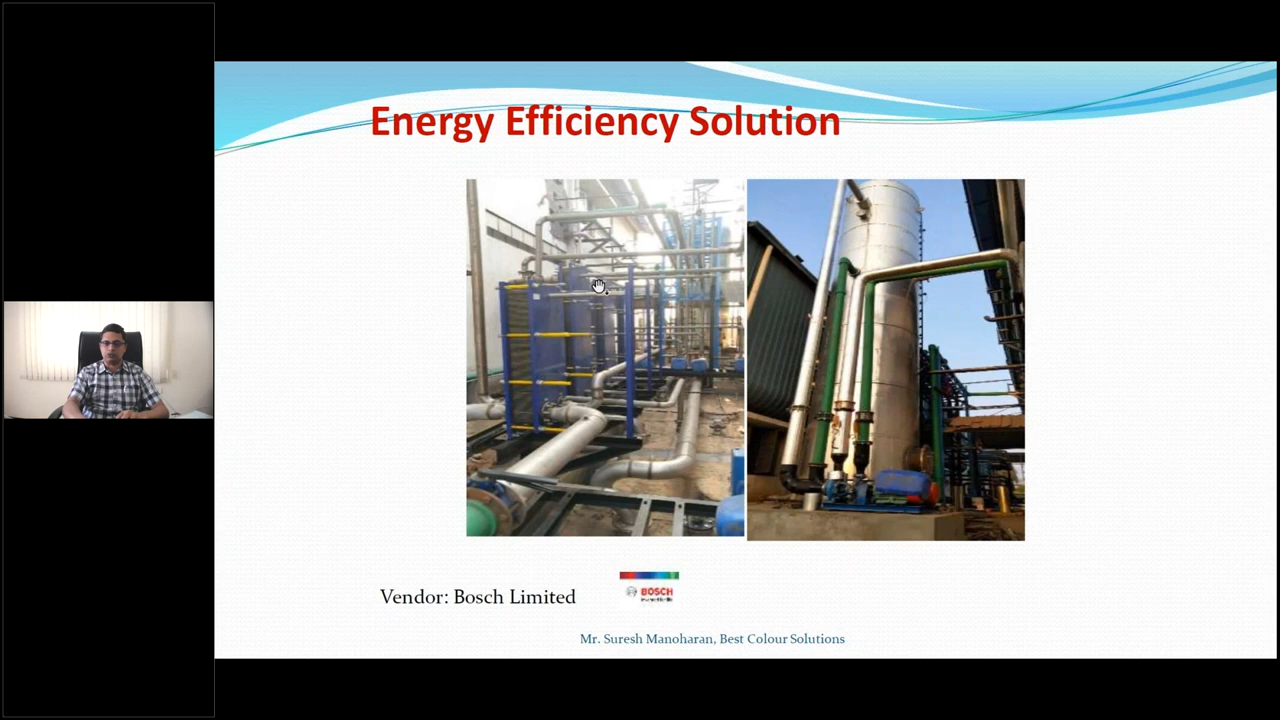 Energy Efficiency Solution
Vendor: Bosch Limited
BOSCH
Mr. Suresh Manoharan, Best Colour Solutions